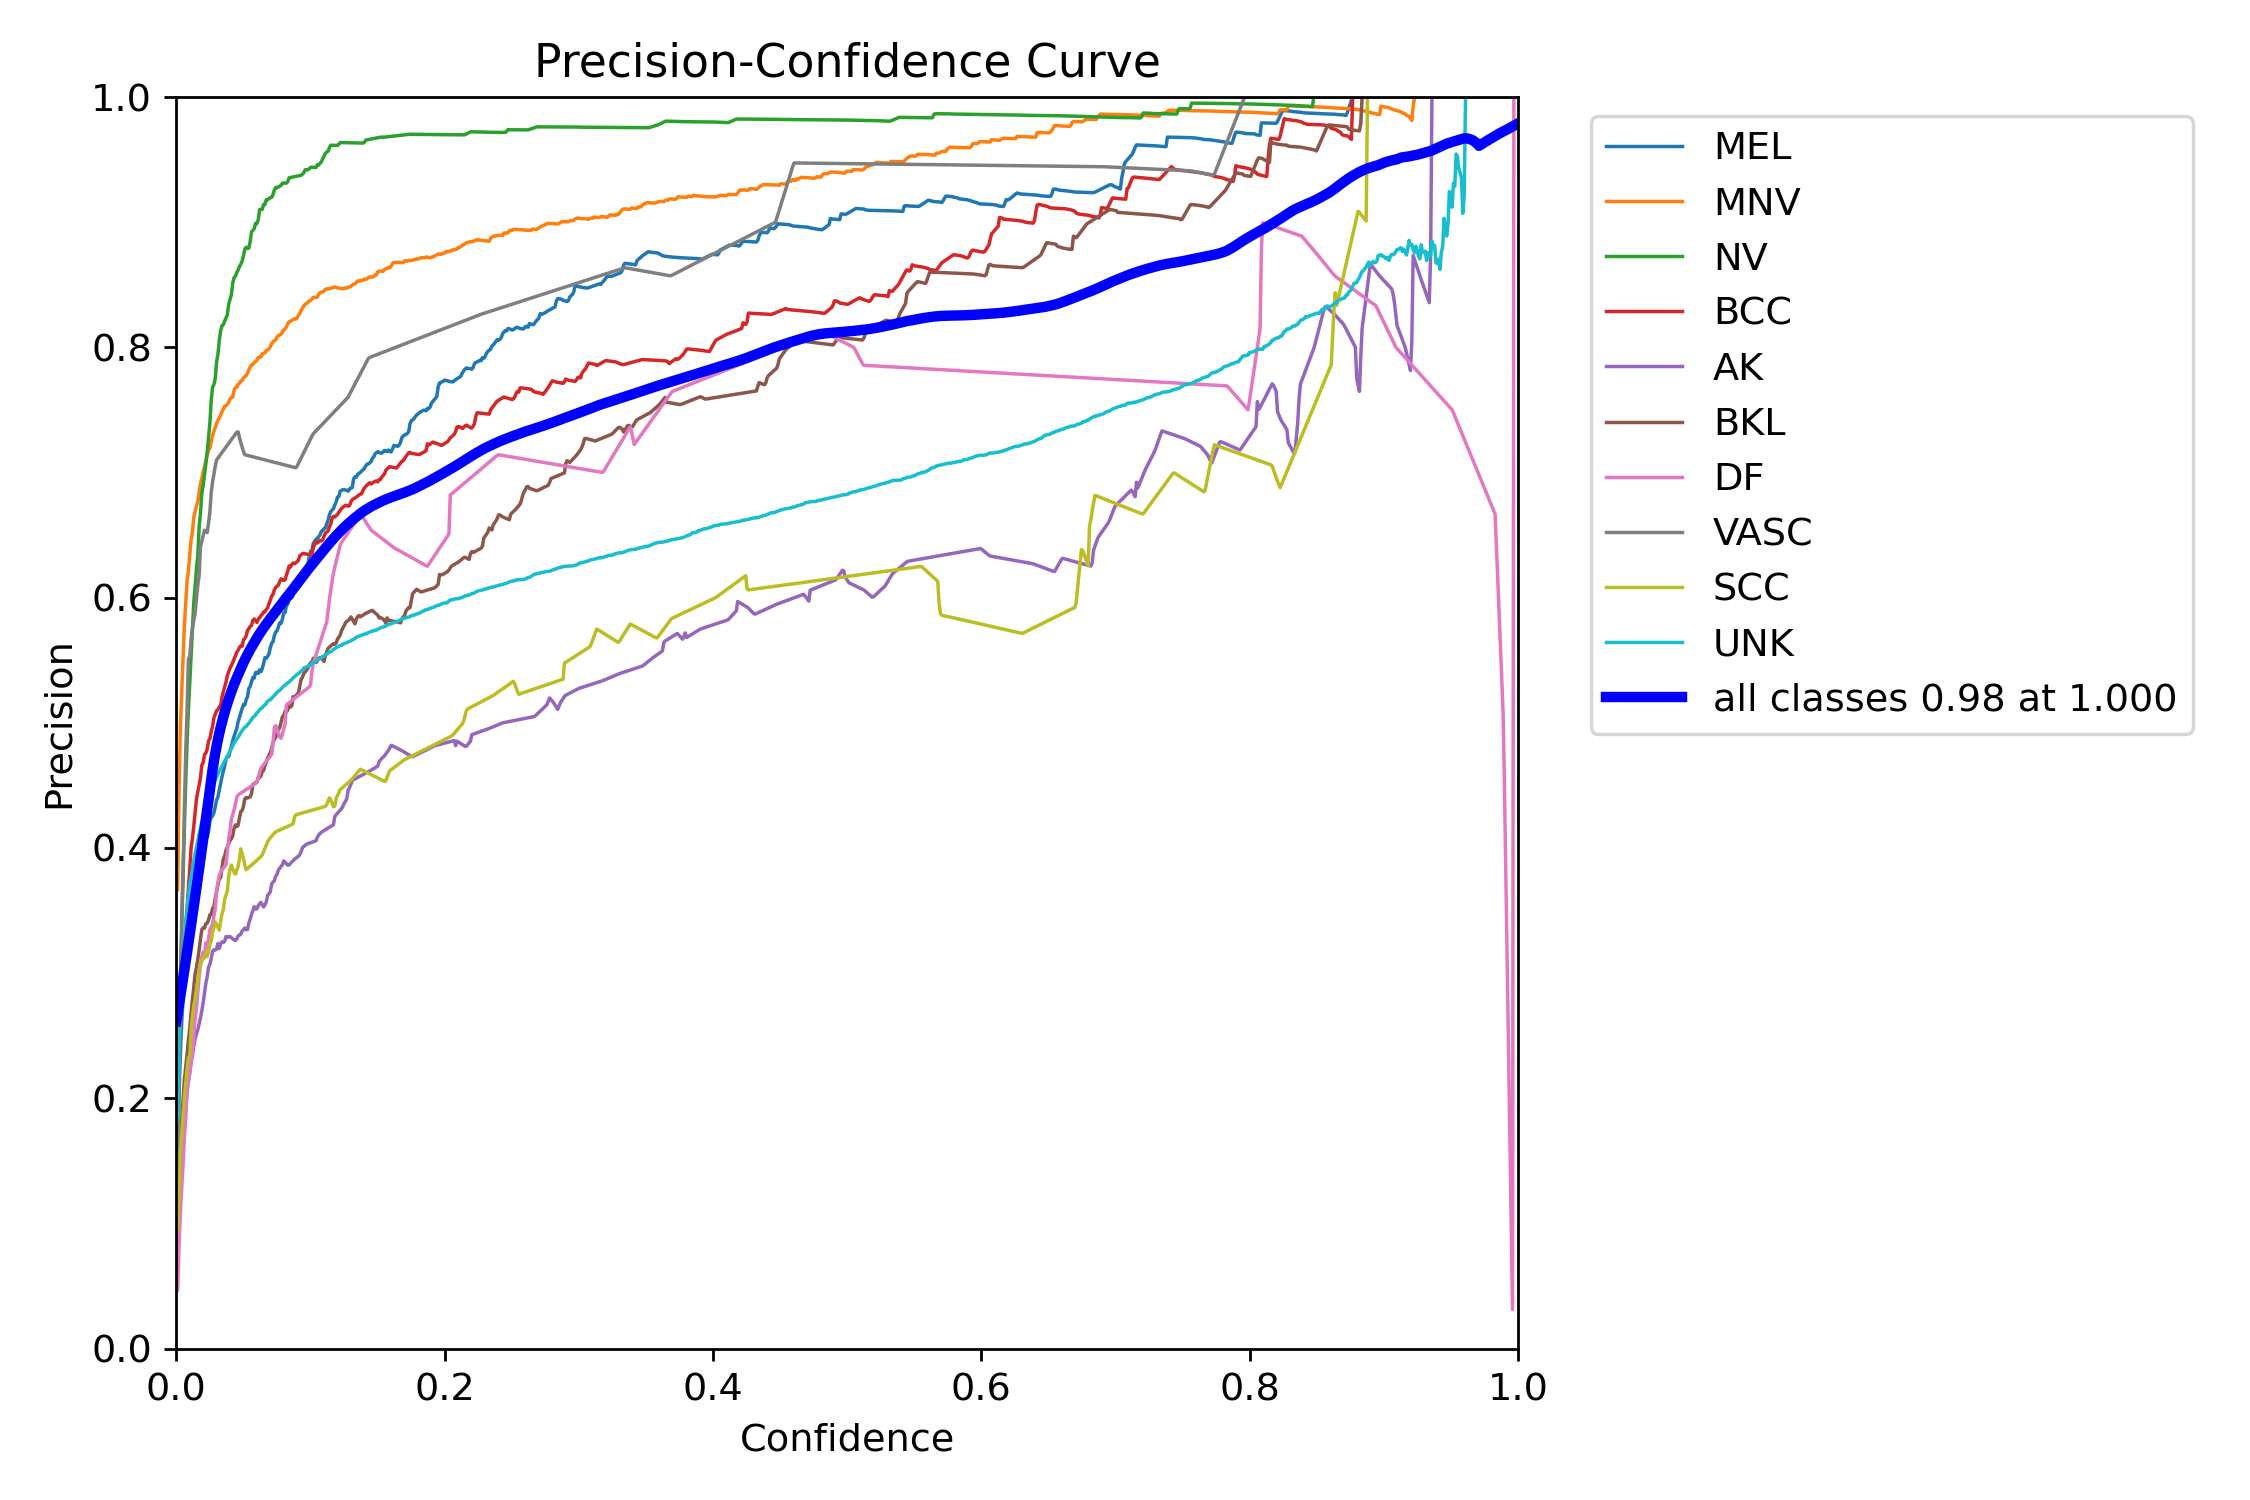 Precision-Confidence Curve
1.0
0.8
0.6
0.4
0.2
0.0
Precision
0.0 0.2 0.4 0.6 0.8 1.0
Confidence
MEL
MNV
NV
BCC
AK
BKL
DF
VASC
SCC
UNK
all classes 0.98 at 1.000